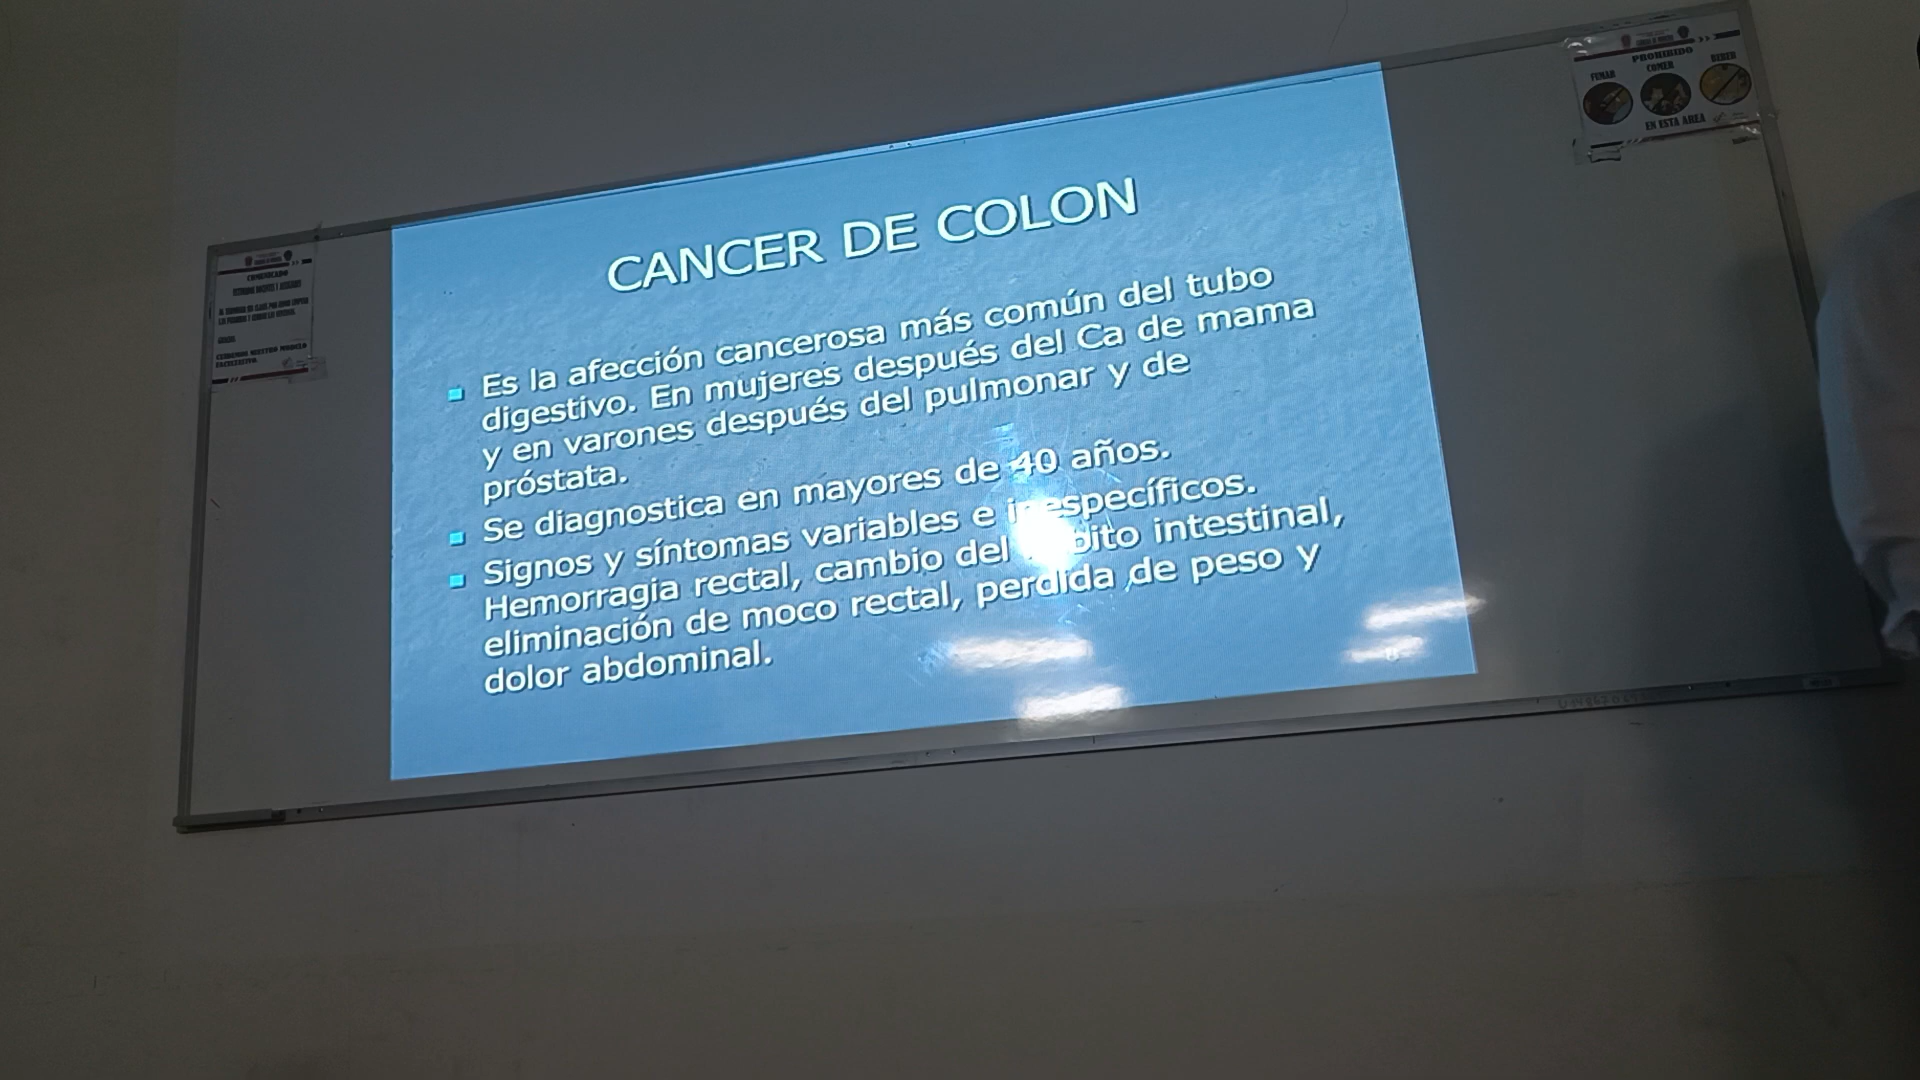 CANCER DE COLON
Es la afección cancerosa más común del tubo
digestivo. En mujeres después del Ca de mama
y en varones después del pulmonar y de
próstata.
Se diagnostica en mayores de 40 años.
Signos y síntomas variables e inespecíficos.
Hemorragia rectal, cambio del intestinal,
eliminación de moco rectal, perdida de peso y
dolor abdominal.
COMUNICADO
PROHIBIDO
FUMAR COMER BEBER
EN ESTA AREA